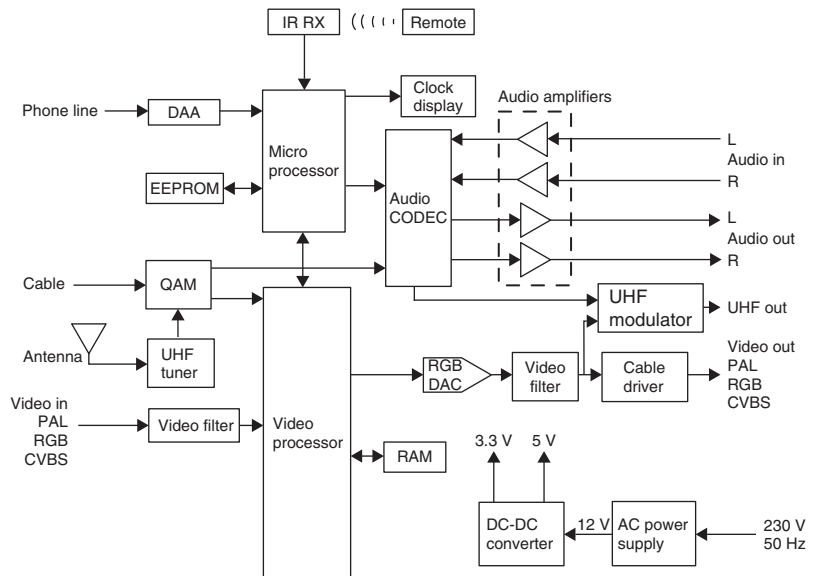 IR RX
Remote
Phone line
DAA
Micro
processor
Clock
display
Audio amplifiers
EEPROM
Audio
CODEC
L
Audio in
R
L
Audio out
R
Cable
QAM
Antenna
UHF
tuner
UHF
modulator
UHF out
RGB
DAC
Video
filter
Cable
driver
Video out
PAL
RGB
CVBS
Video in
PAL
RGB
CVBS
Video filter
Video
processor
RAM
3.3 V
5 V
DC-DC
converter
12 V
AC power
supply
230 V
50 Hz